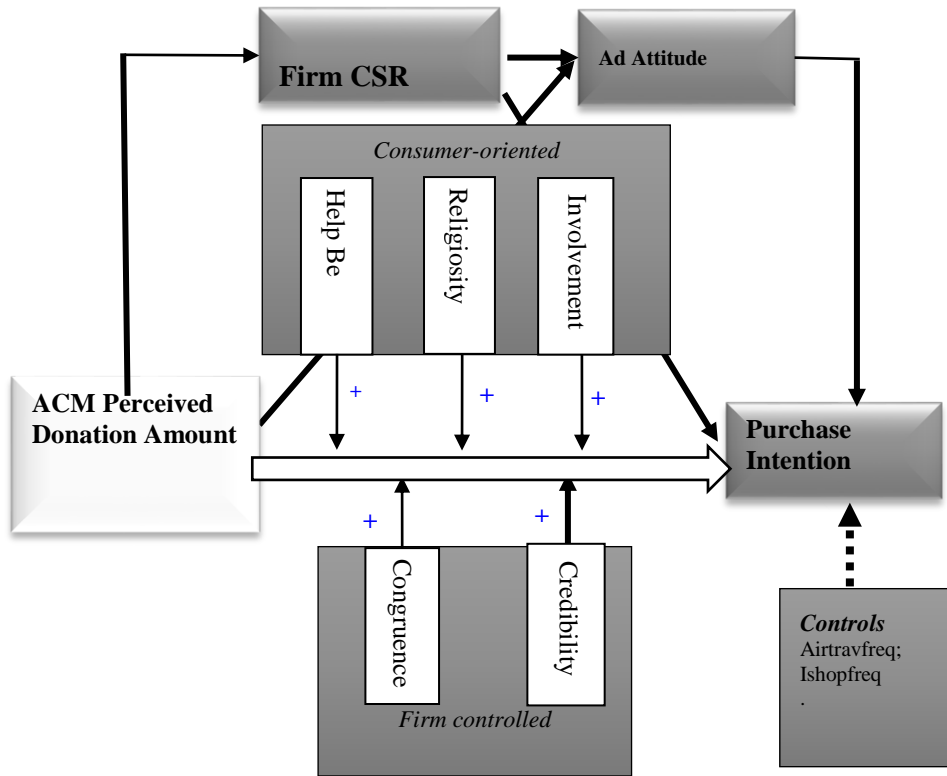 Firm CSR
Ad Attitude
Consumer-oriented
Help Be
Religiosity
Involvement
+
+
+
ACM Perceived
Donation Amount
Purchase
Intention
+
+
Congruence
Credibility
Firm controlled
Controls
Airtravfreq;
Ishopfreq
.